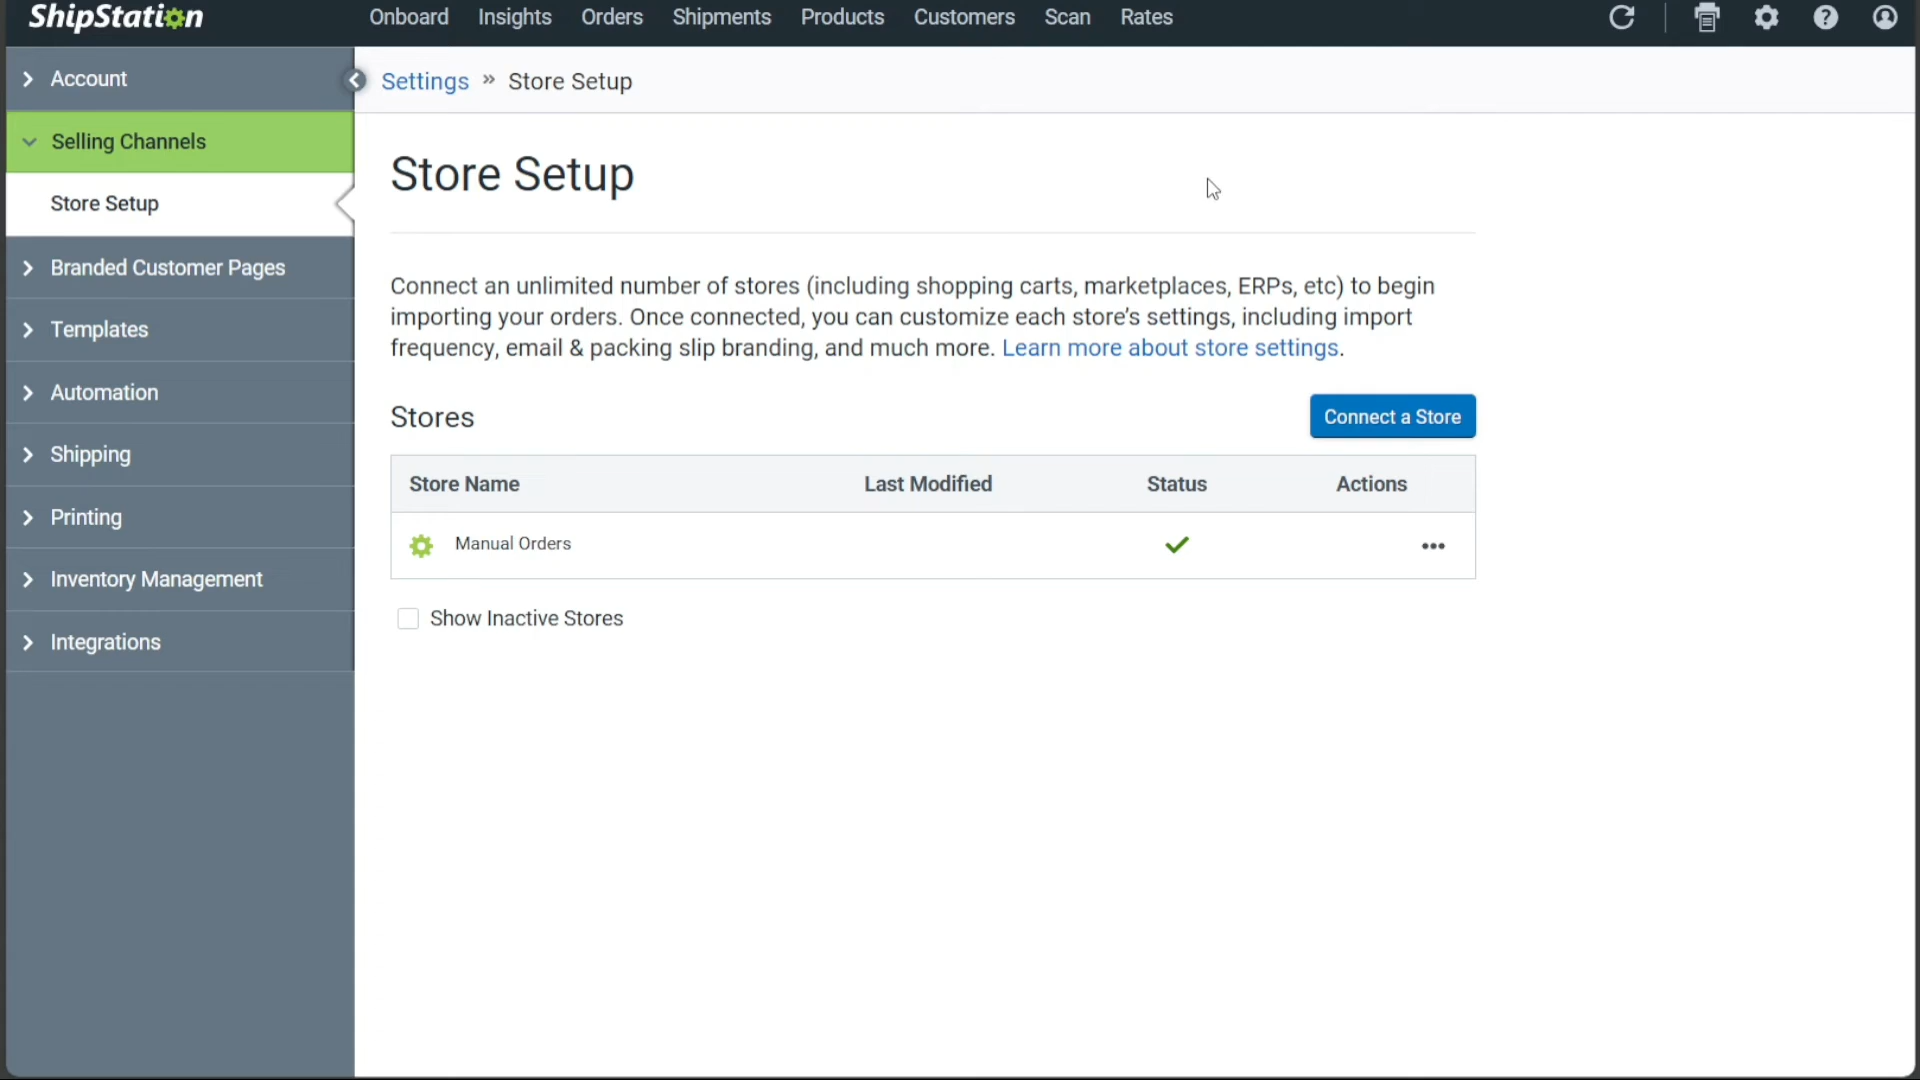 ShipStation
Onboard Insights Orders Shipments Products Customers Scan Rates
Account
Selling Channels
Store Setup
Branded Customer Pages
Templates
Automation
Shipping
Printing
Inventory Management
Integrations
Settings » Store Setup
Store Setup
Connect an unlimited number of stores (including shopping carts, marketplaces, ERPs, etc) to begin
importing your orders. Once connected, you can customize each store’s settings, including import
frequency, email & packing slip branding, and much more. Learn more about store settings.
Stores
Connect a Store
Store Name Last Modified Status Actions
Manual Orders
Show Inactive Stores